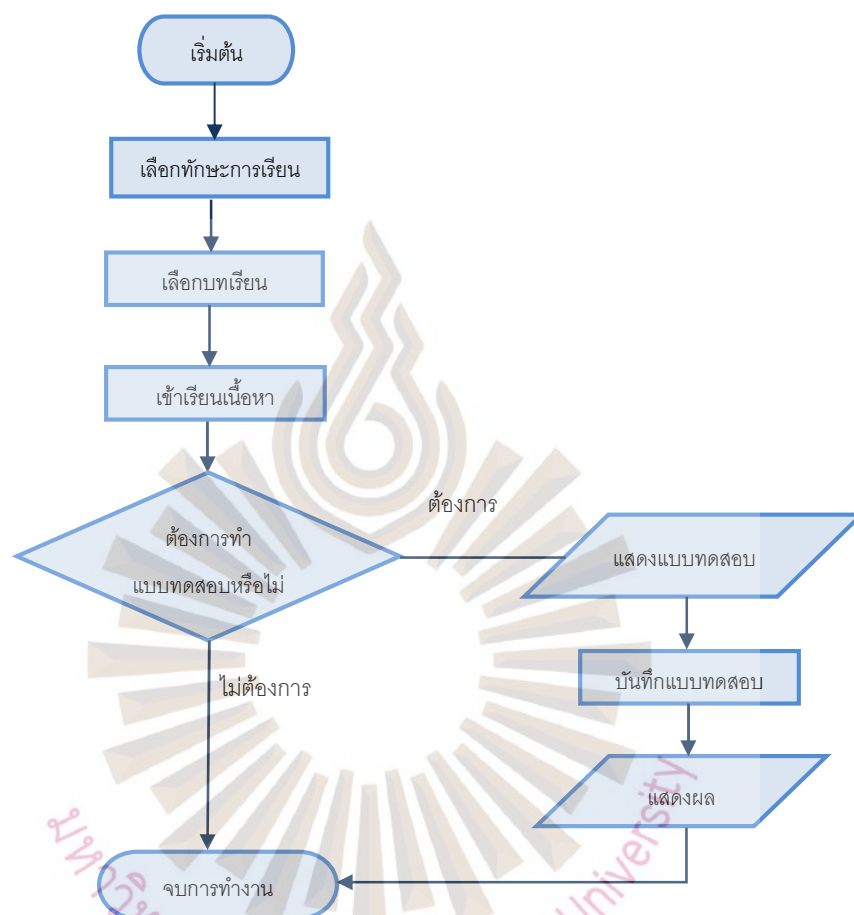 เริ่มต้น
เลือกทักษะการเรียน
เลือกบทเรียน
เข้าเรียนเนื้อหา
ต้องการทำ
แบบทดสอบหรือไม่
ต้องการ
แสดงแบบทดสอบ
บันทึกแบบทดสอบ
ไม่ต้องการ
แสดงผล
จบการทำงาน
University